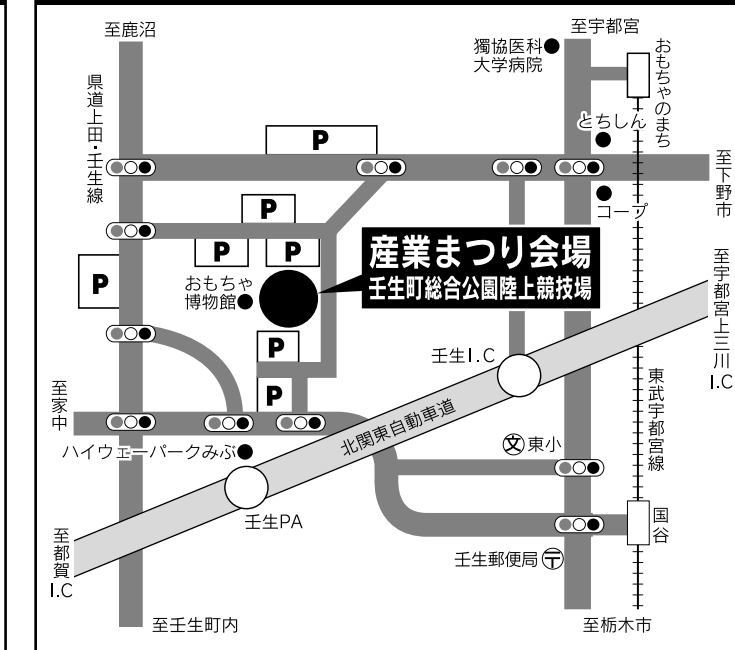 至鹿沼
至宇都宮
獨協医科
大学病院
おもちゃのまち
県道上田・壬生線
とちしん
P
至下野市
コープ
P
P
P
産業まつり会場
壬生町総合公園陸上競技場
P
おもちゃ
博物館
至宇都宮上三川I.C
P
壬生I.C
P
至家中
東武宇都宮線
北関東自動車道
ハイウェーパークみぶ
文東小
壬生PA
国谷
至都賀I.C
壬生郵便局〒
至壬生町内
至栃木市